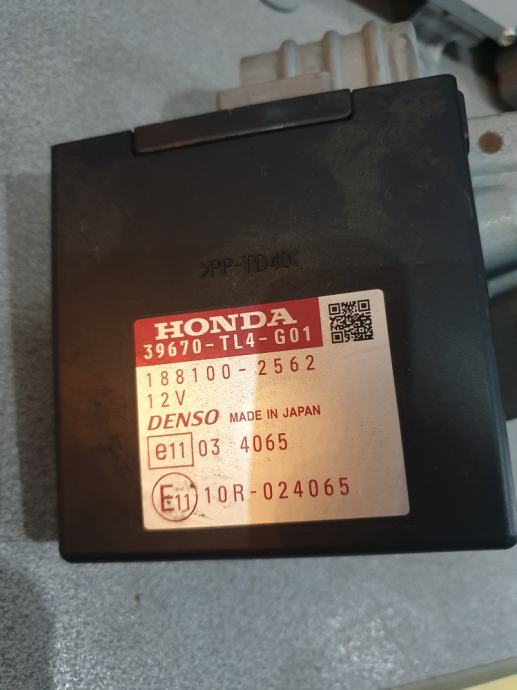 >PP-TD40<
HONDA
39670-TL4-G01
188100-2562
12V
DENSO MADE IN JAPAN
e11 03 4065
E11 10R-024065